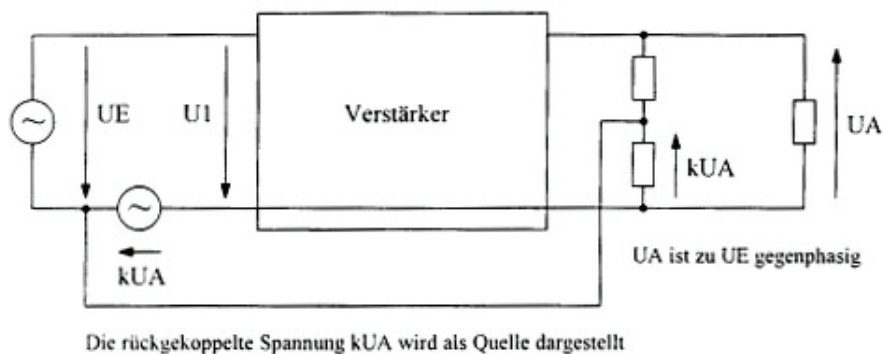 UE
U1
Verstärker
kUA
UA
kUA
UA ist zu UE gegenphasig
Die rückgekoppelte Spannung kUA wird als Quelle dargestellt